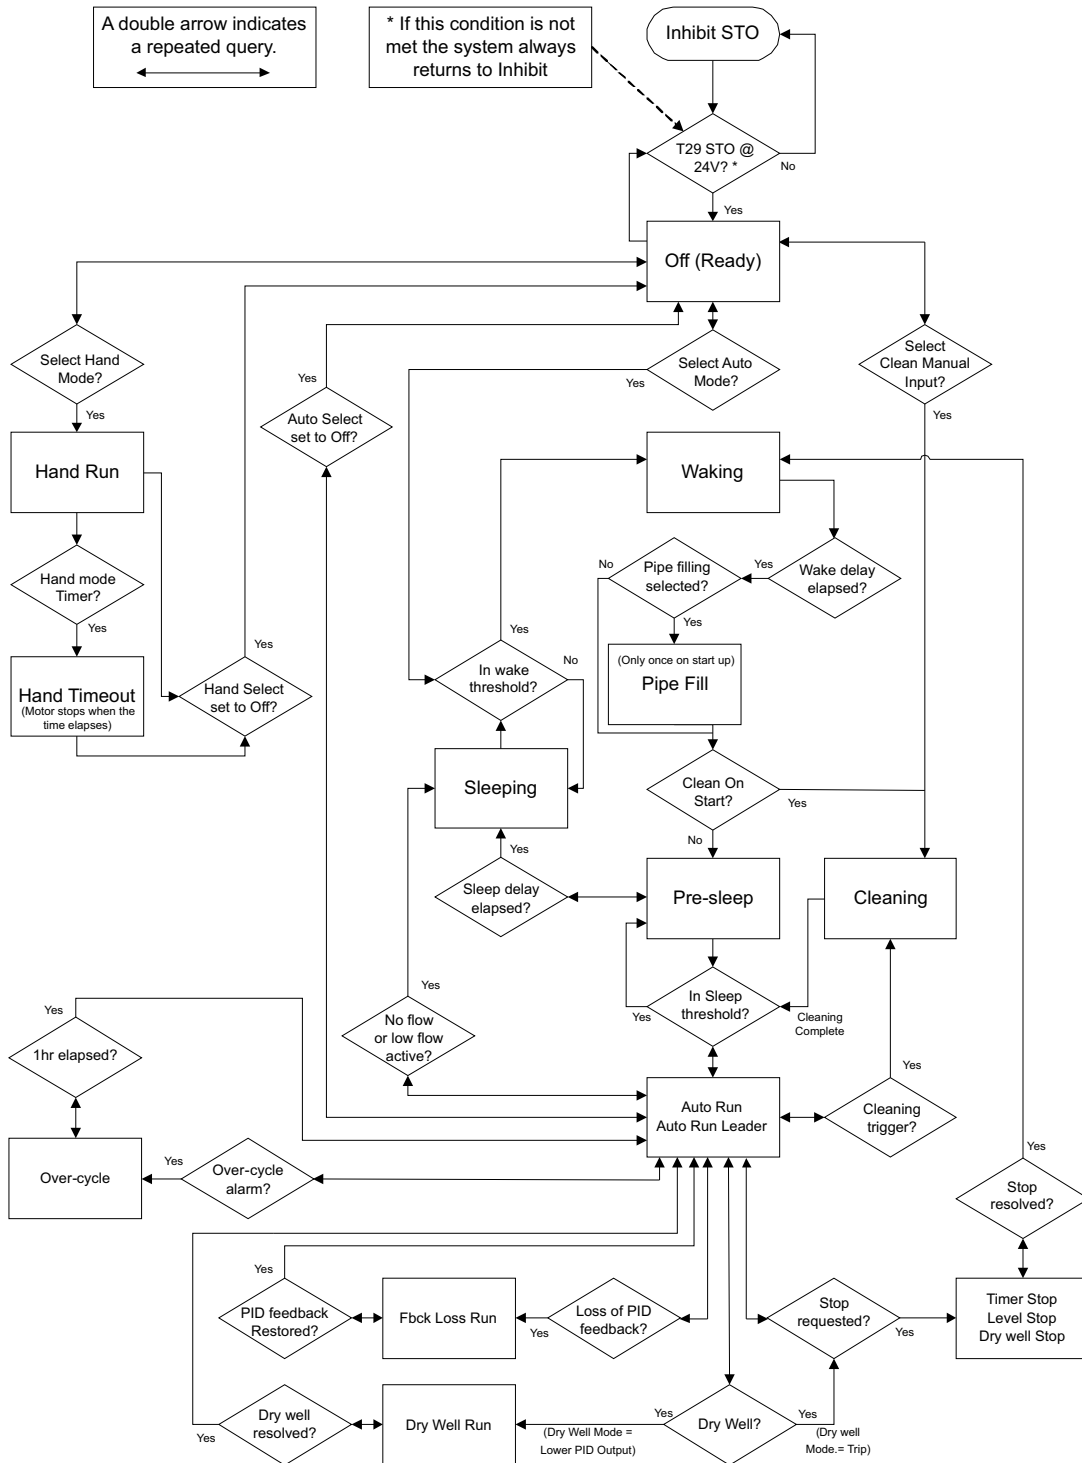 A double arrow indicates
a repeated query.
* If this condition is not
met the system always
returns to Inhibit
Inhibit STO
T29 STO @
24V? *
No
Yes
Off (Ready)
Select Hand
Mode?
Yes
Select Auto
Mode?
Yes
Select
Clean Manual
Input?
Yes
Yes
Auto Select
set to Off?
Hand Run
Waking
Hand mode
Timer?
Yes
No
Pipe filling
selected?
Yes
Yes
Wake delay
elapsed?
Yes
Hand Timeout
(Motor stops when the
time elapses)
Yes
Hand Select
set to Off?
In wake
threshold?
No
(Only once on start up)
Pipe Fill
Sleeping
Clean On
Start?
Yes
No
Yes
Sleep delay
elapsed?
Pre-sleep
Cleaning
In Sleep
threshold?
Yes
Cleaning
Complete
Yes
No flow
or low flow
active?
Yes
1hr elapsed?
Auto Run
Auto Run Leader
Yes
Cleaning
trigger?
Over-cycle
Yes
Over-cycle
alarm?
Yes
Stop
resolved?
Yes
PID feedback
Restored?
Fbck Loss Run
Yes
Loss of PID
feedback?
Stop
requested?
Yes
Timer Stop
Level Stop
Dry well Stop
Yes
Dry well
resolved?
Dry Well Run
Yes
(Dry Well Mode =
Lower PID Output)
Dry Well?
Yes
(Dry well
Mode.= Trip)